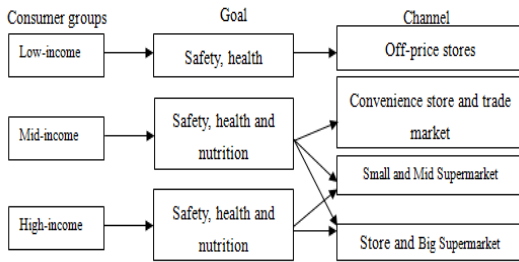 Consumer groups
Goal
Channel
Low-income
Safety, health
Off-price stores
Mid-income
Safety, health and
nutrition
Convenience store and trade
market
Small and Mid Supermarket
High-income
Safety, health and
nutrition
Store and Big Supermarket